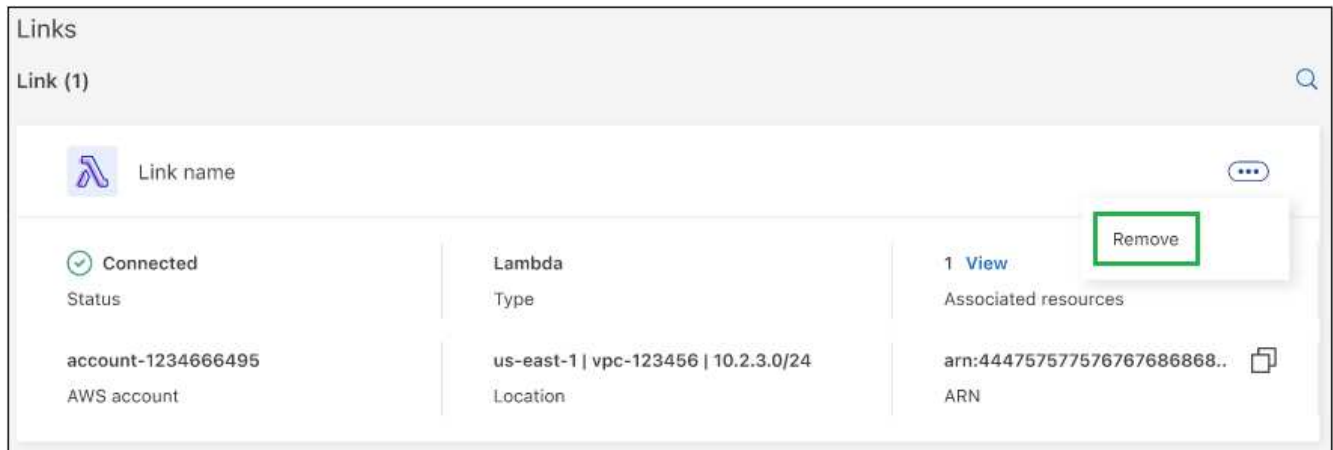 Links
Link (1)
Link name
Remove
Connected
Status
Lambda
Type
1 View
Associated resources
account-1234666495
AWS account
us-east-1 | vpc-123456 | 10.2.3.0/24
Location
arn:444757577576767686868..
ARN